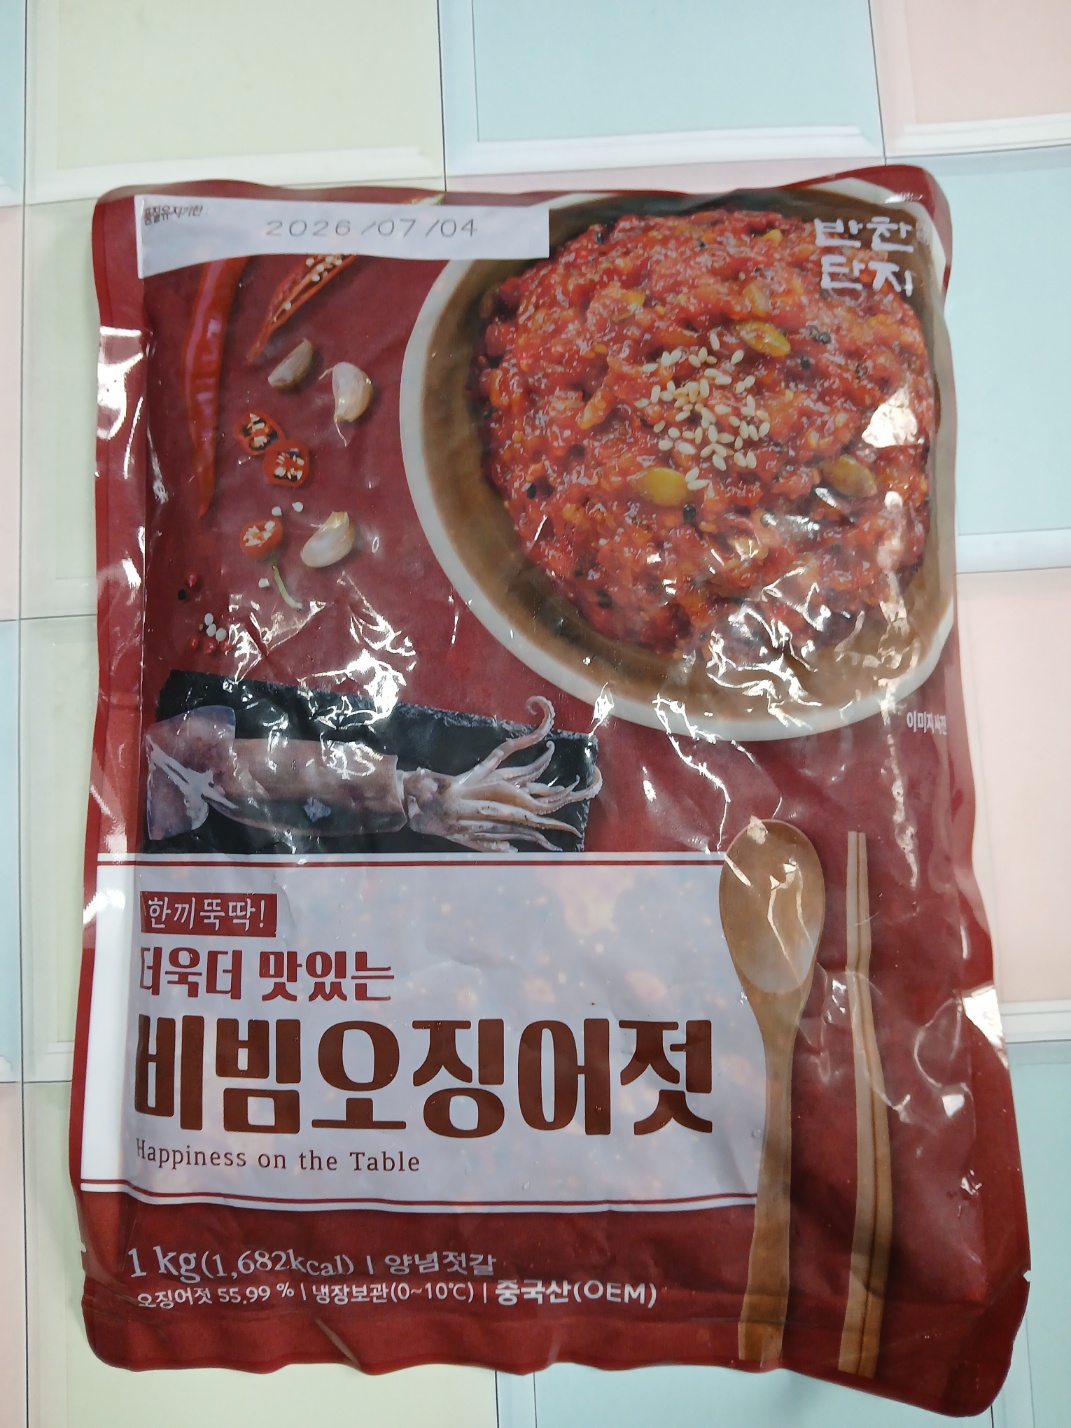 2026/07/04
반찬
단지
한끼뚝딱!
더욱더 맛있는
비빔오징어젓
Happiness on the Table
1 kg(1,682kcal) | 양념젓갈
오징어젓 55.99 % | 냉장보관(0~10℃) | 중국산(OEM)